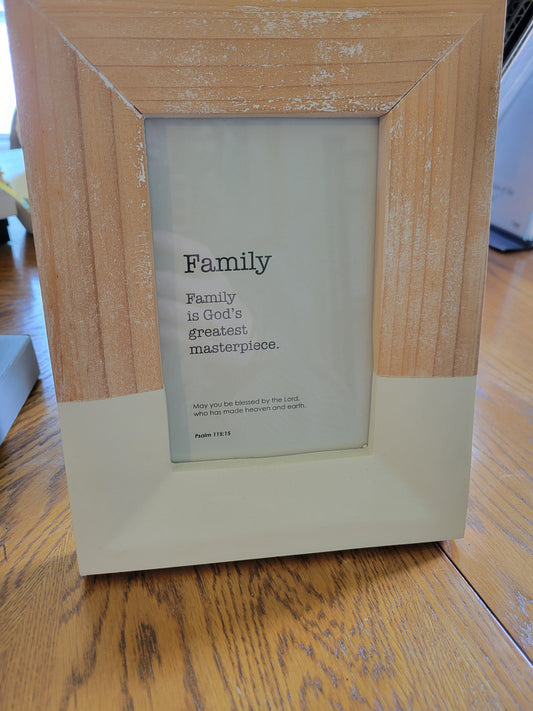 Family
Family
is God's
greatest
masterpiece.
May you be blessed by the Lord,
who has made heaven and earth.
Psalm 115:15